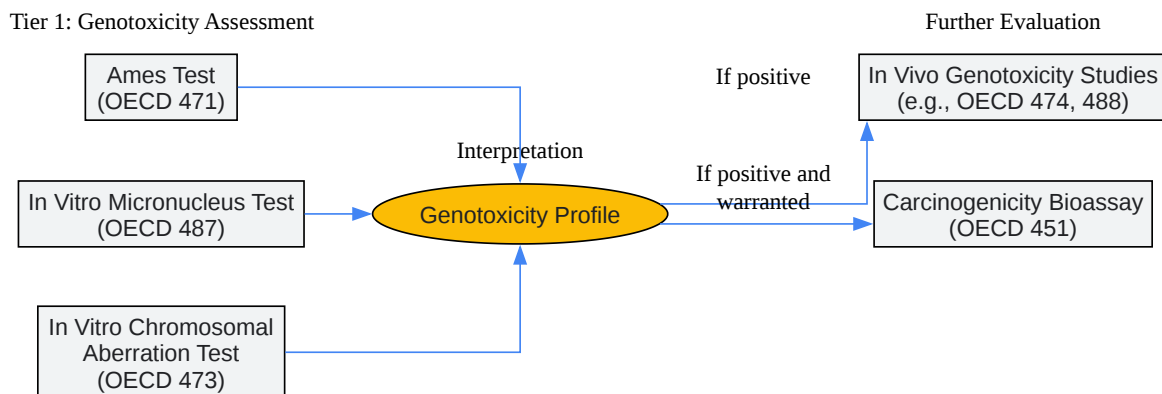 Tier 1: Genotoxicity Assessment
Further Evaluation
Ames Test
(OECD 471)
If positive
In Vivo Genotoxicity Studies
(e.g., OECD 474, 488)
Interpretation
In Vitro Micronucleus Test
(OECD 487)
Genotoxicity Profile
If positive and
warranted
Carcinogenicity Bioassay
(OECD 451)
In Vitro Chromosomal
Aberration Test
(OECD 473)